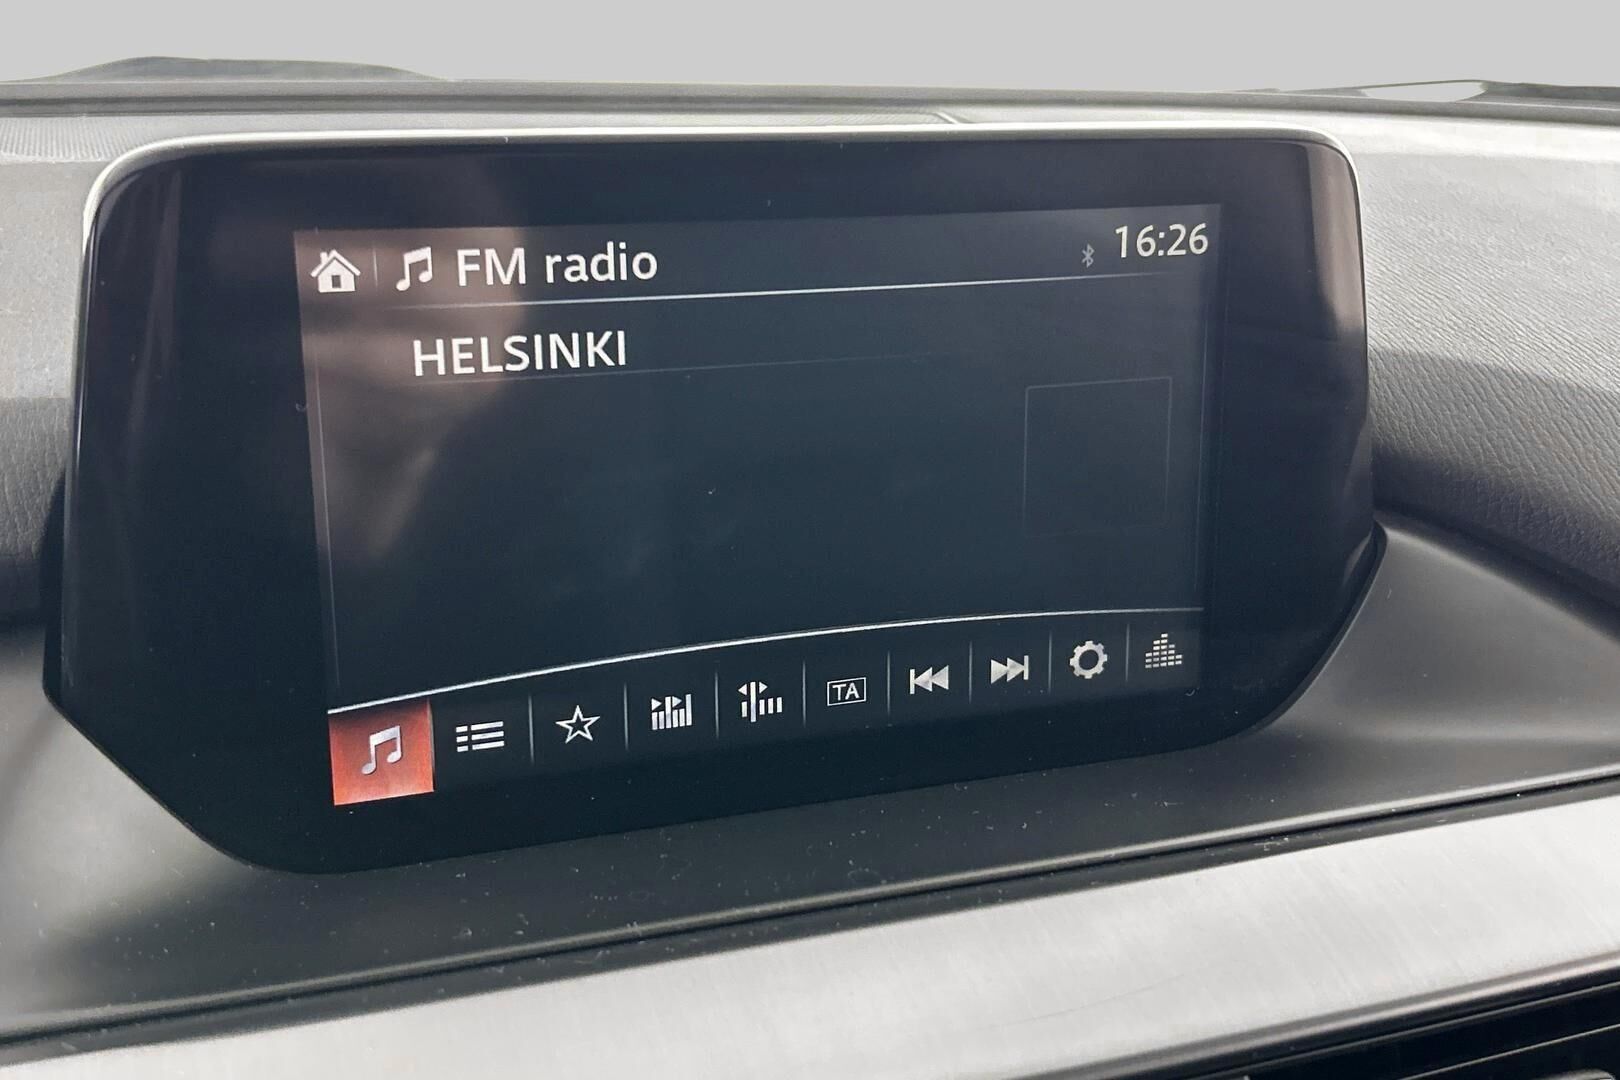 FM radio
16:26
HELSINKI
TA